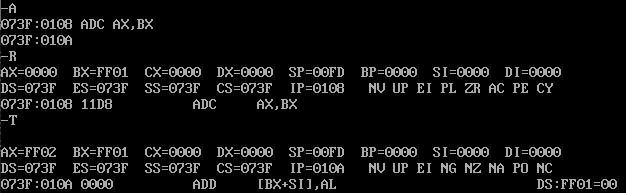 -A
073F:0108 ADC AX,BX
073F:010A
-R
AX=0000 BX=FF01 CX=0000 DX=0000 SP=00FD BP=0000 SI=0000 DI=0000
DS=073F ES=073F SS=073F CS=073F IP=0108 NV UP EI PL ZR AC PE CY
073F:0108 11D8 ADC AX,BX
-T
AX=FF02 BX=FF01 CX=0000 DX=0000 SP=00FD BP=0000 SI=0000 DI=0000
DS=073F ES=073F SS=073F CS=073F IP=010A NV UP EI NG NZ NA PO NC
073F:010A 0000 ADD [BX+SI],AL DS:FF01=00